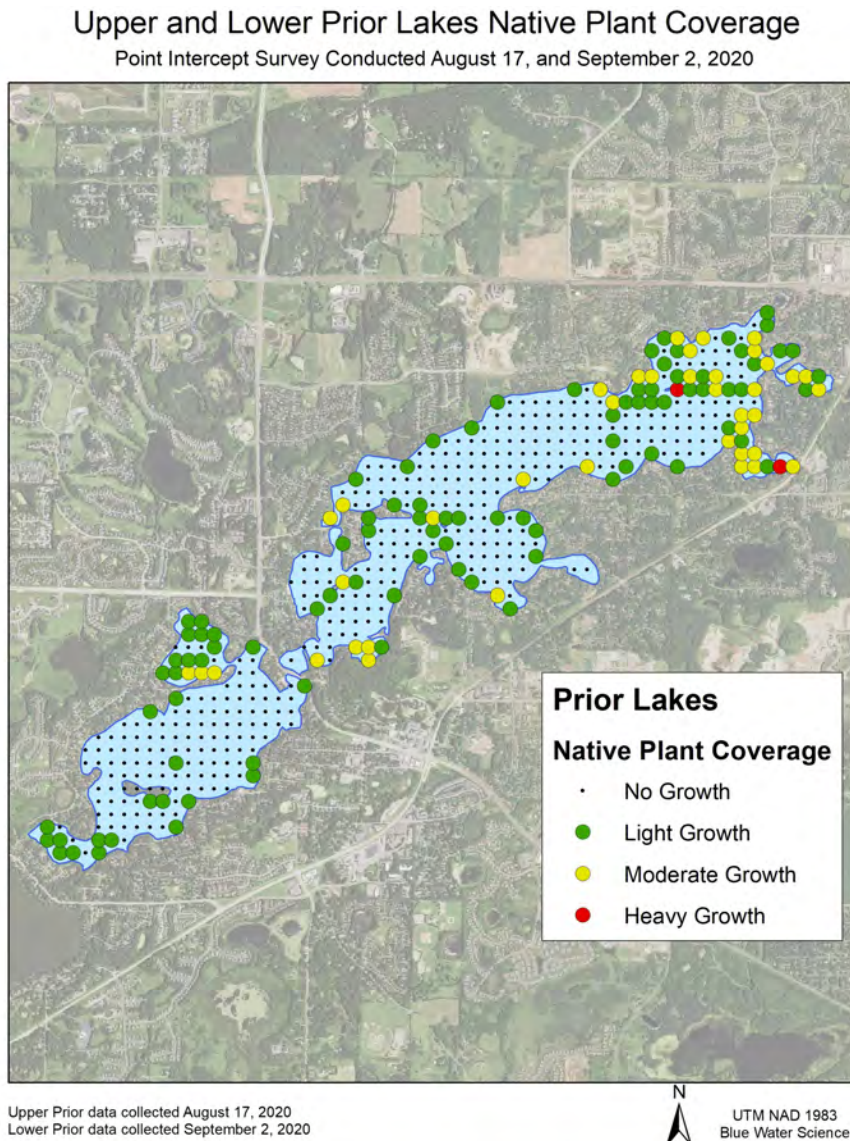 Upper and Lower Prior Lakes Native Plant Coverage
Point Intercept Survey Conducted August 17, and September 2, 2020
Prior Lakes
Native Plant Coverage
No Growth
Light Growth
Moderate Growth
Heavy Growth
Upper Prior data collected August 17, 2020
Lower Prior data collected September 2, 2020
N
UTM NAD 1983
Blue Water Science